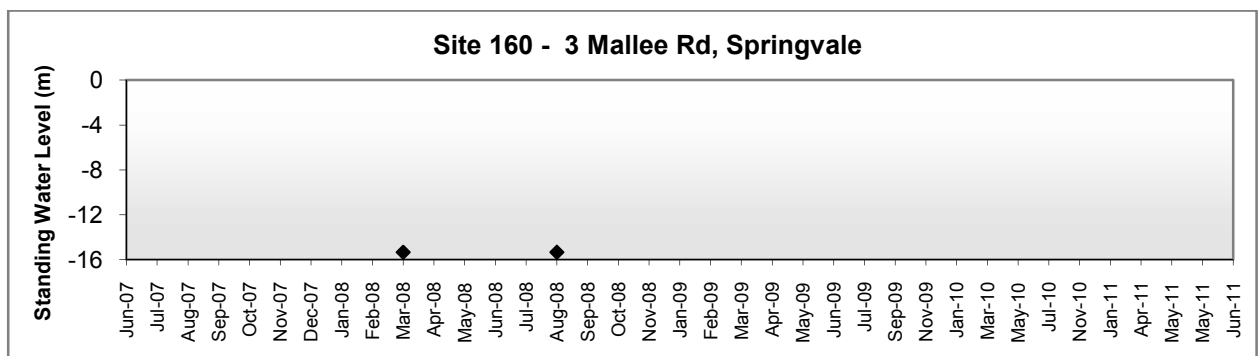 Site 160 - 3 Mallee Rd, Springvale
Standing Water Level (m)
0
-4
-8
-12
-16
Jun-07
Jul-07
Aug-07
Sep-07
Oct-07
Nov-07
Dec-07
Jan-08
Feb-08
Mar-08
Apr-08
May-08
Jun-08
Jul-08
Aug-08
Sep-08
Oct-08
Nov-08
Jan-09
Feb-09
Mar-09
Apr-09
May-09
Jun-09
Jul-09
Sep-09
Nov-09
Jan-10
Mar-10
May-10
Jul-10
Nov-10
Jan-11
Apr-11
May-11
May-11
Jun-11